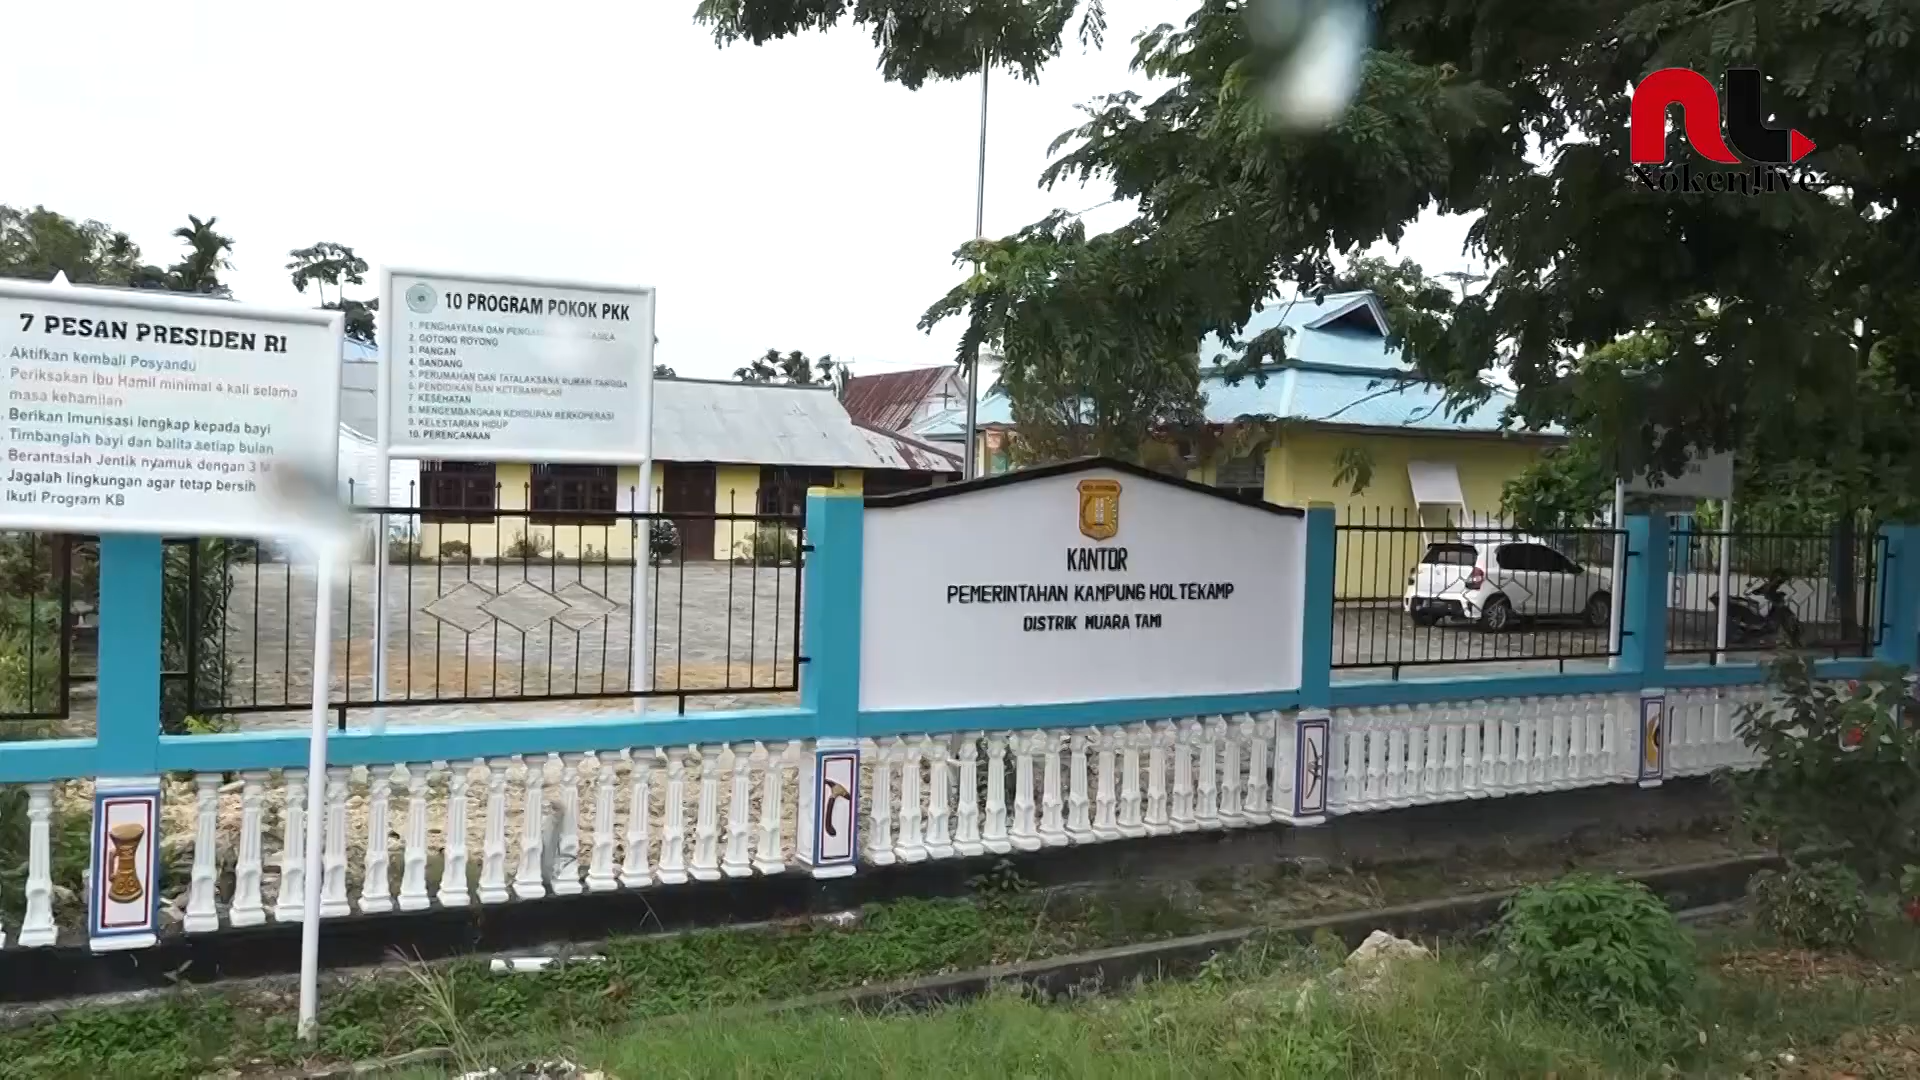 7 PESAN PRESIDEN RI
. Aktifkan kembali Posyandu
. Periksakan Ibu Hamil minimal 4 kali selama
masa kehamilan
. Berikan Imunisasi lengkap kepada bayi
. Timbanglah bayi dan balita setiap bulan
. Berantaslah Jentik nyamuk dengan 3 M
. Jagalah lingkungan agar tetap bersih
Ikuti Program KB
10 PROGRAM POKOK PKK
1. PENGHAYATAN DAN
2. GOTONG ROYONG
3. PANGAN
4. SANDANG
5. PERUMAHAN DAN TATALAKSANA RUMAH TANGGA
6. PENDIDIKAN DAN KETERAMPILAN
7. KESEHATAN
8. MENGEMBANGKAN KEHIDUPAN BERKOPERASI
9. KELESTARIAN HIDUP
10. PERENCANAAN
KANTOR
PEMERINTAHAN KAMPUNG HOLTEKAMP
DISTRIK MUARA TAMI
NL
Nokenlive